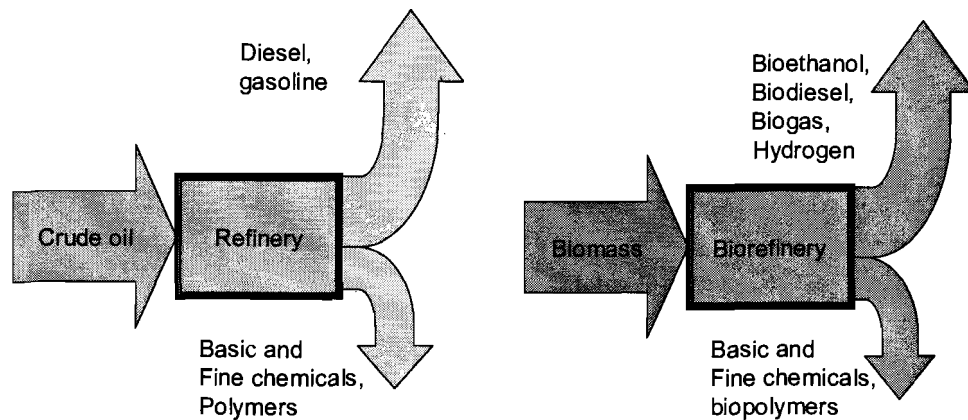 Diesel,
gasoline
Crude oil
Refinery
Basic and
Fine chemicals,
Polymers
Bioethanol,
Biodiesel,
Biogas,
Hydrogen
Biomass
Biorefinery
Basic and
Fine chemicals,
biopolymers